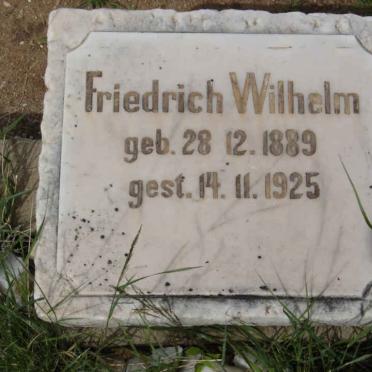 Friedrich Wilhelm
geb. 28 12. 1889
gest. 14. 11. 1925